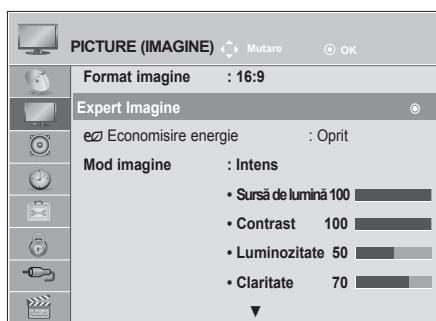 PICTURE (IMAGINE) Mutare OK
Format imagine : 16:9
Expert Imagine
e Economisire energie : Oprit
Mod imagine : Intens
• Sursă de lumină 100
• Contrast 100
• Luminozitate 50
• Claritate 70